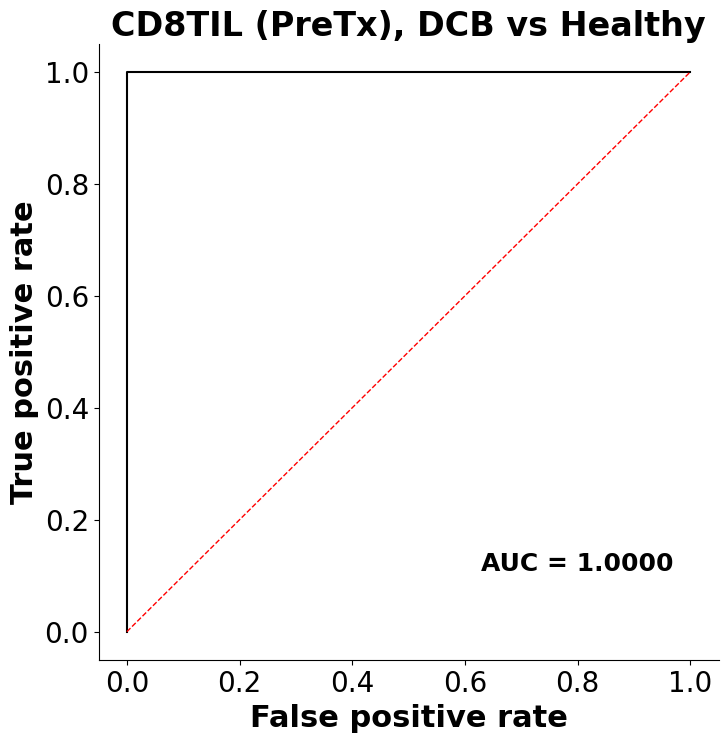 CD8TIL (PreTx), DCB vs Healthy
True positive rate
1.0
0.8
0.6
0.4
0.2
0.0
AUC = 1.0000
0.0 0.2 0.4 0.6 0.8 1.0
False positive rate